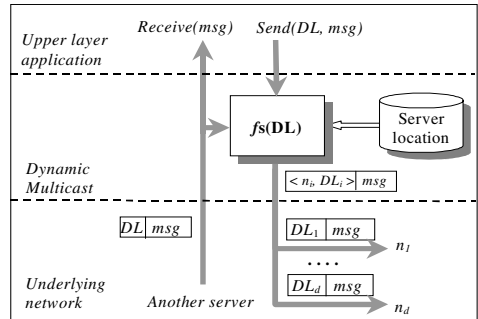 Receive(msg) Send(DL, msg)
Upper layer
application
fs(DL)
Server
location
Dynamic
Multicast
< ni, DLi > msg
DL msg
DL1 msg
n1
....
Underlying
network
Another server
DLd msg
nd